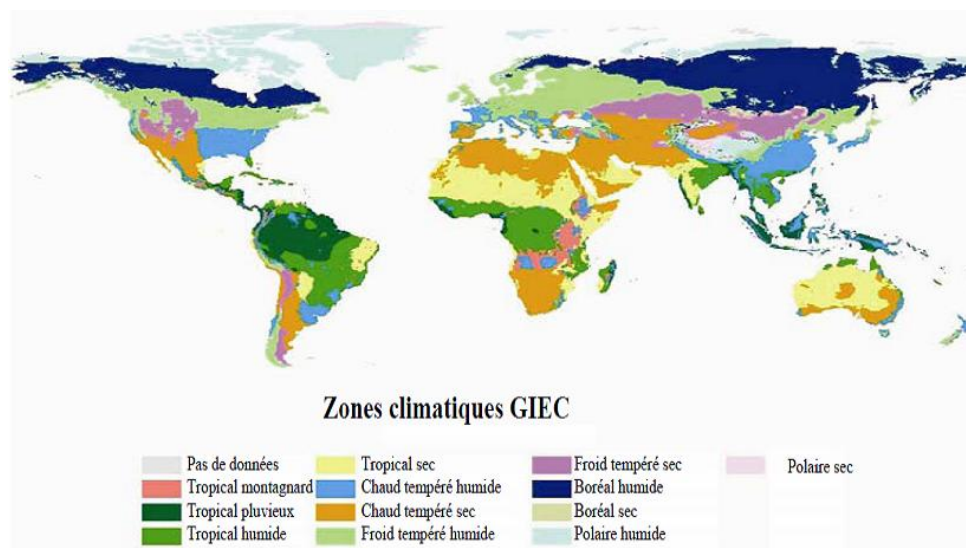 Zones climatiques GIEC
Pas de données
Tropical montagnard
Tropical pluvieux
Tropical humide
Tropical sec
Chaud tempéré humide
Chaud tempéré sec
Froid tempéré humide
Froid tempéré sec
Boréal humide
Boréal sec
Polaire humide
Polaire sec